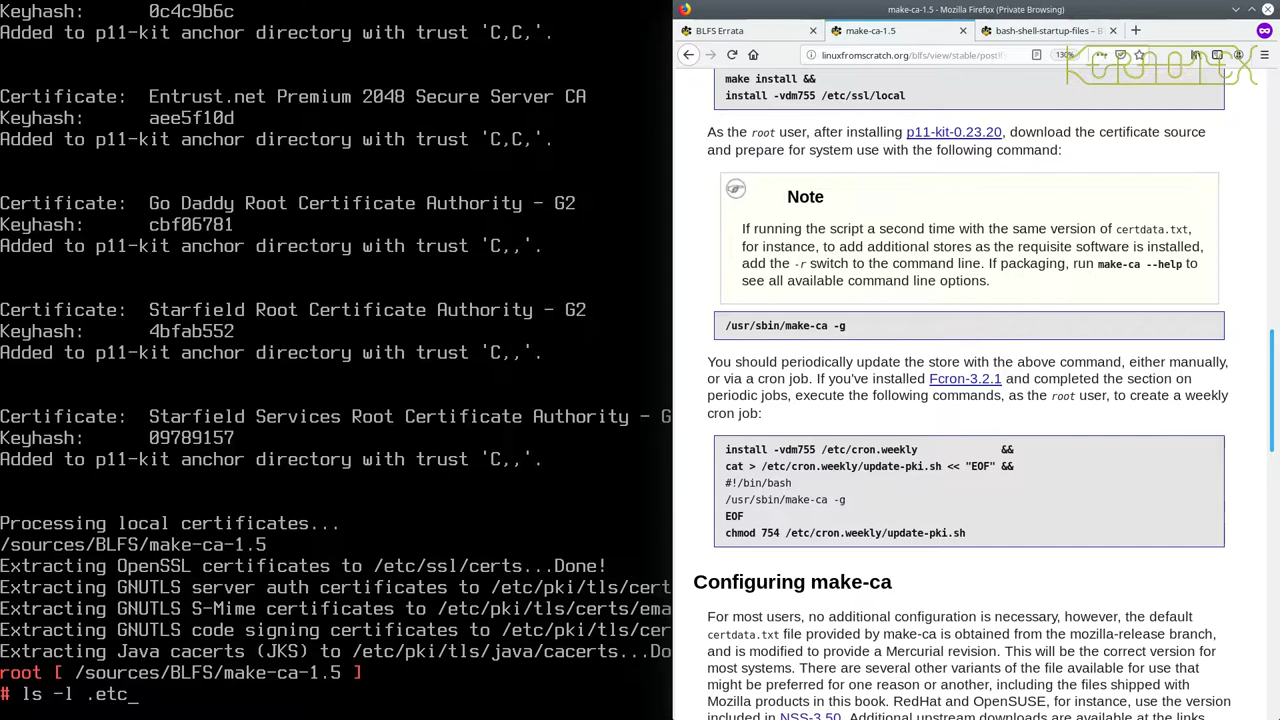 Keyhash:    0c4c9b6c
Added to p11-kit anchor directory with trust 'C,C,'.
Certificate:  Entrust.net Premium 2048 Secure Server CA
Keyhash:      aee5f10d
Added to p11-kit anchor directory with trust 'C,C,'.
Certificate:  Go Daddy Root Certificate Authority - G2
Keyhash:      cbf06781
Added to p11-kit anchor directory with trust 'C,,'.
Certificate:  Starfield Root Certificate Authority - G2
Keyhash:      4bfab552
Added to p11-kit anchor directory with trust 'C,,'.
Certificate:  Starfield Services Root Certificate Authority - G
Keyhash:      09789157
Added to p11-kit anchor directory with trust 'C,,'.
Processing local certificates...
/sources/BLFS/make-ca-1.5
Extracting OpenSSL certificates to /etc/ssl/certs...Done!
Extracting GNUTLS server auth certificates to /etc/pki/tls/cert
Extracting GNUTLS S-Mime certificates to /etc/pki/tls/certs/ema
Extracting GNUTLS code signing certificates to /etc/pki/tls/cer
Extracting Java cacerts (JKS) to /etc/pki/tls/java/cacerts...Do
root [ /sources/BLFS/make-ca-1.5 ]
# ls -l .etc_
make-ca-1.5 - Mozilla Firefox (Private Browsing)
BLFS Errata
make-ca-1.5
bash-shell-startup-files – B
linuxfromscratch.org/blfs/view/stable/postlf
130%
make install &&
install -vdm755 /etc/ssl/local
As the root user, after installing p11-kit-0.23.20, download the certificate source
and prepare for system use with the following command:
Note
If running the script a second time with the same version of certdata.txt,
for instance, to add additional stores as the requisite software is installed,
add the -r switch to the command line. If packaging, run make-ca --help to
see all available command line options.
/usr/sbin/make-ca -g
You should periodically update the store with the above command, either manually,
or via a cron job. If you've installed Fcron-3.2.1 and completed the section on
periodic jobs, execute the following commands, as the root user, to create a weekly
cron job:
install -vdm755 /etc/cron.weekly &&
cat > /etc/cron.weekly/update-pki.sh << "EOF" &&
#!/bin/bash
/usr/sbin/make-ca -g
EOF
chmod 754 /etc/cron.weekly/update-pki.sh
Configuring make-ca
For most users, no additional configuration is necessary, however, the default
certdata.txt file provided by make-ca is obtained from the mozilla-release branch,
and is modified to provide a Mercurial revision. This will be the correct version for
most systems. There are several other variants of the file available for use that
might be preferred for one reason or another, including the files shipped with
Mozilla products in this book. RedHat and OpenSUSE, for instance, use the version
included in NSS-3.50. Additional upstream downloads are available at the links